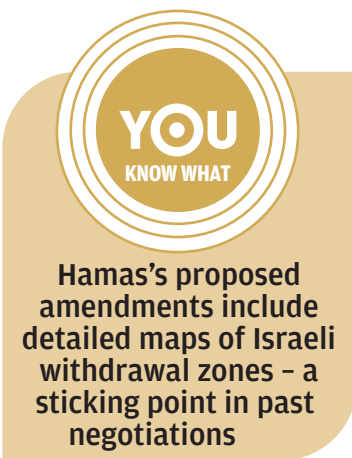 YOU
KNOW WHAT
Hamas's proposed
amendments include
detailed maps of Israeli
withdrawal zones – a
sticking point in past
negotiations